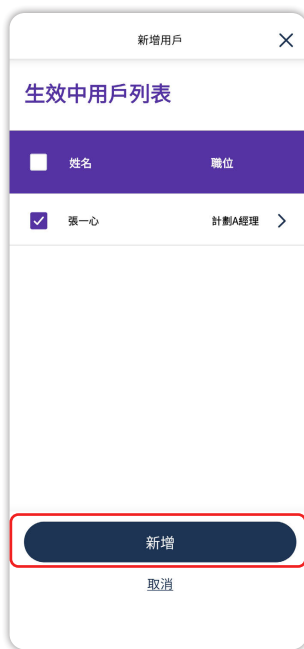 新增用戶
生效中用戶列表
姓名 職位
張一心 計劃A經理
新增
取消